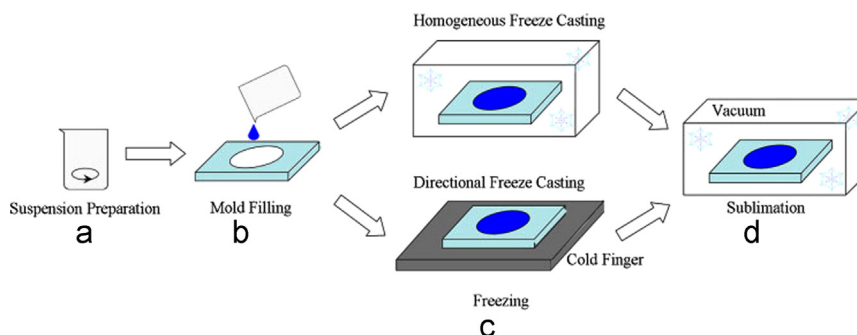 Homogeneous Freeze Casting
Vacuum
Suspension Preparation
a
Mold Filling
b
Directional Freeze Casting
Cold Finger
Freezing
c
Sublimation
d